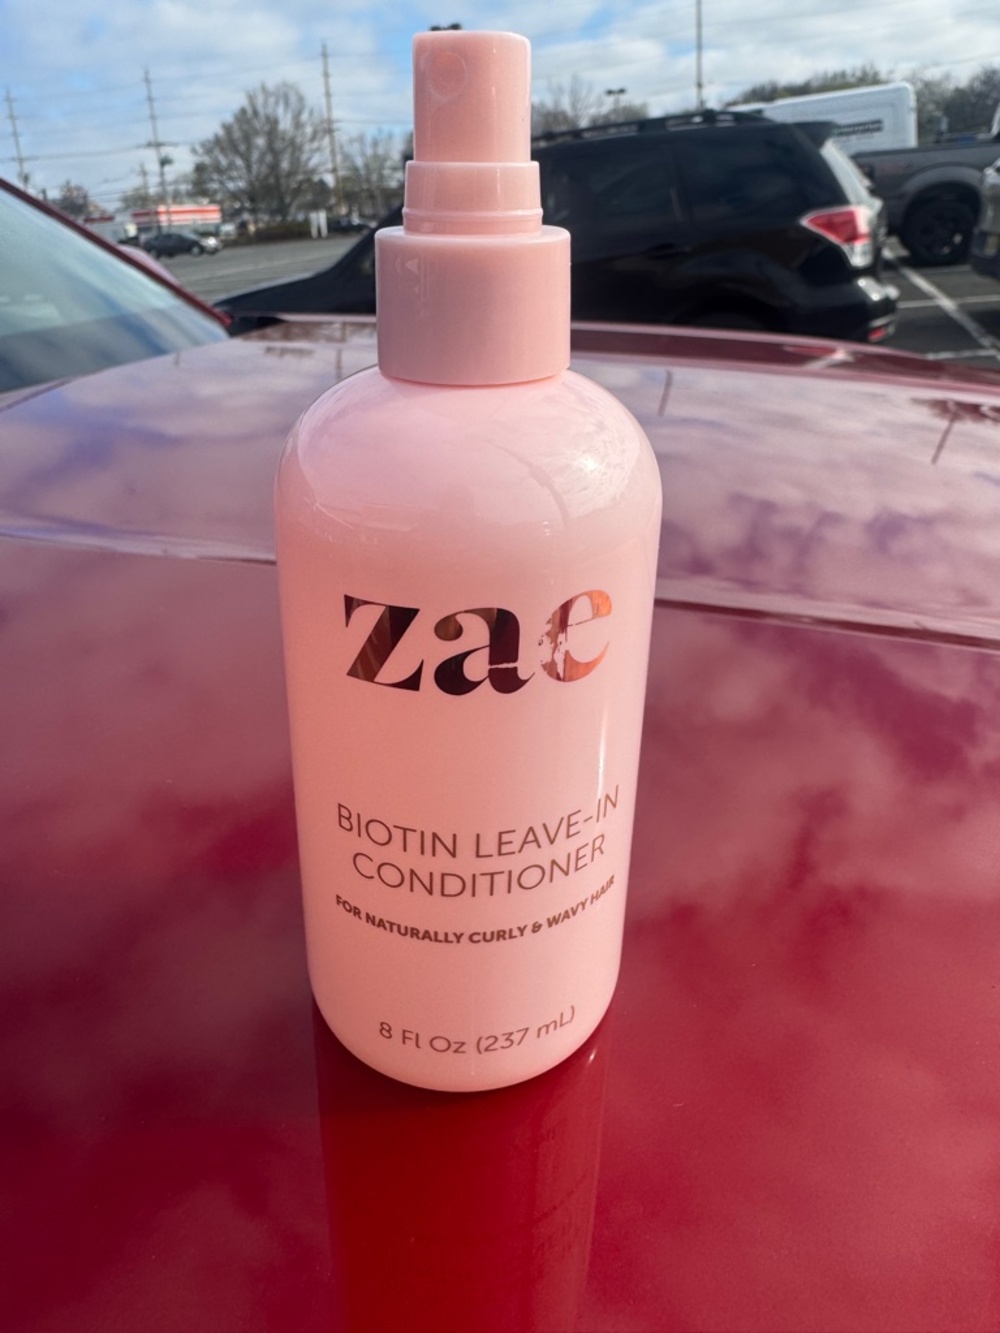 zae
BIOTIN LEAVE-IN
CONDITIONER
FOR NATURALLY CURLY & WAVY HAIR
8 Fl Oz (237 mL)